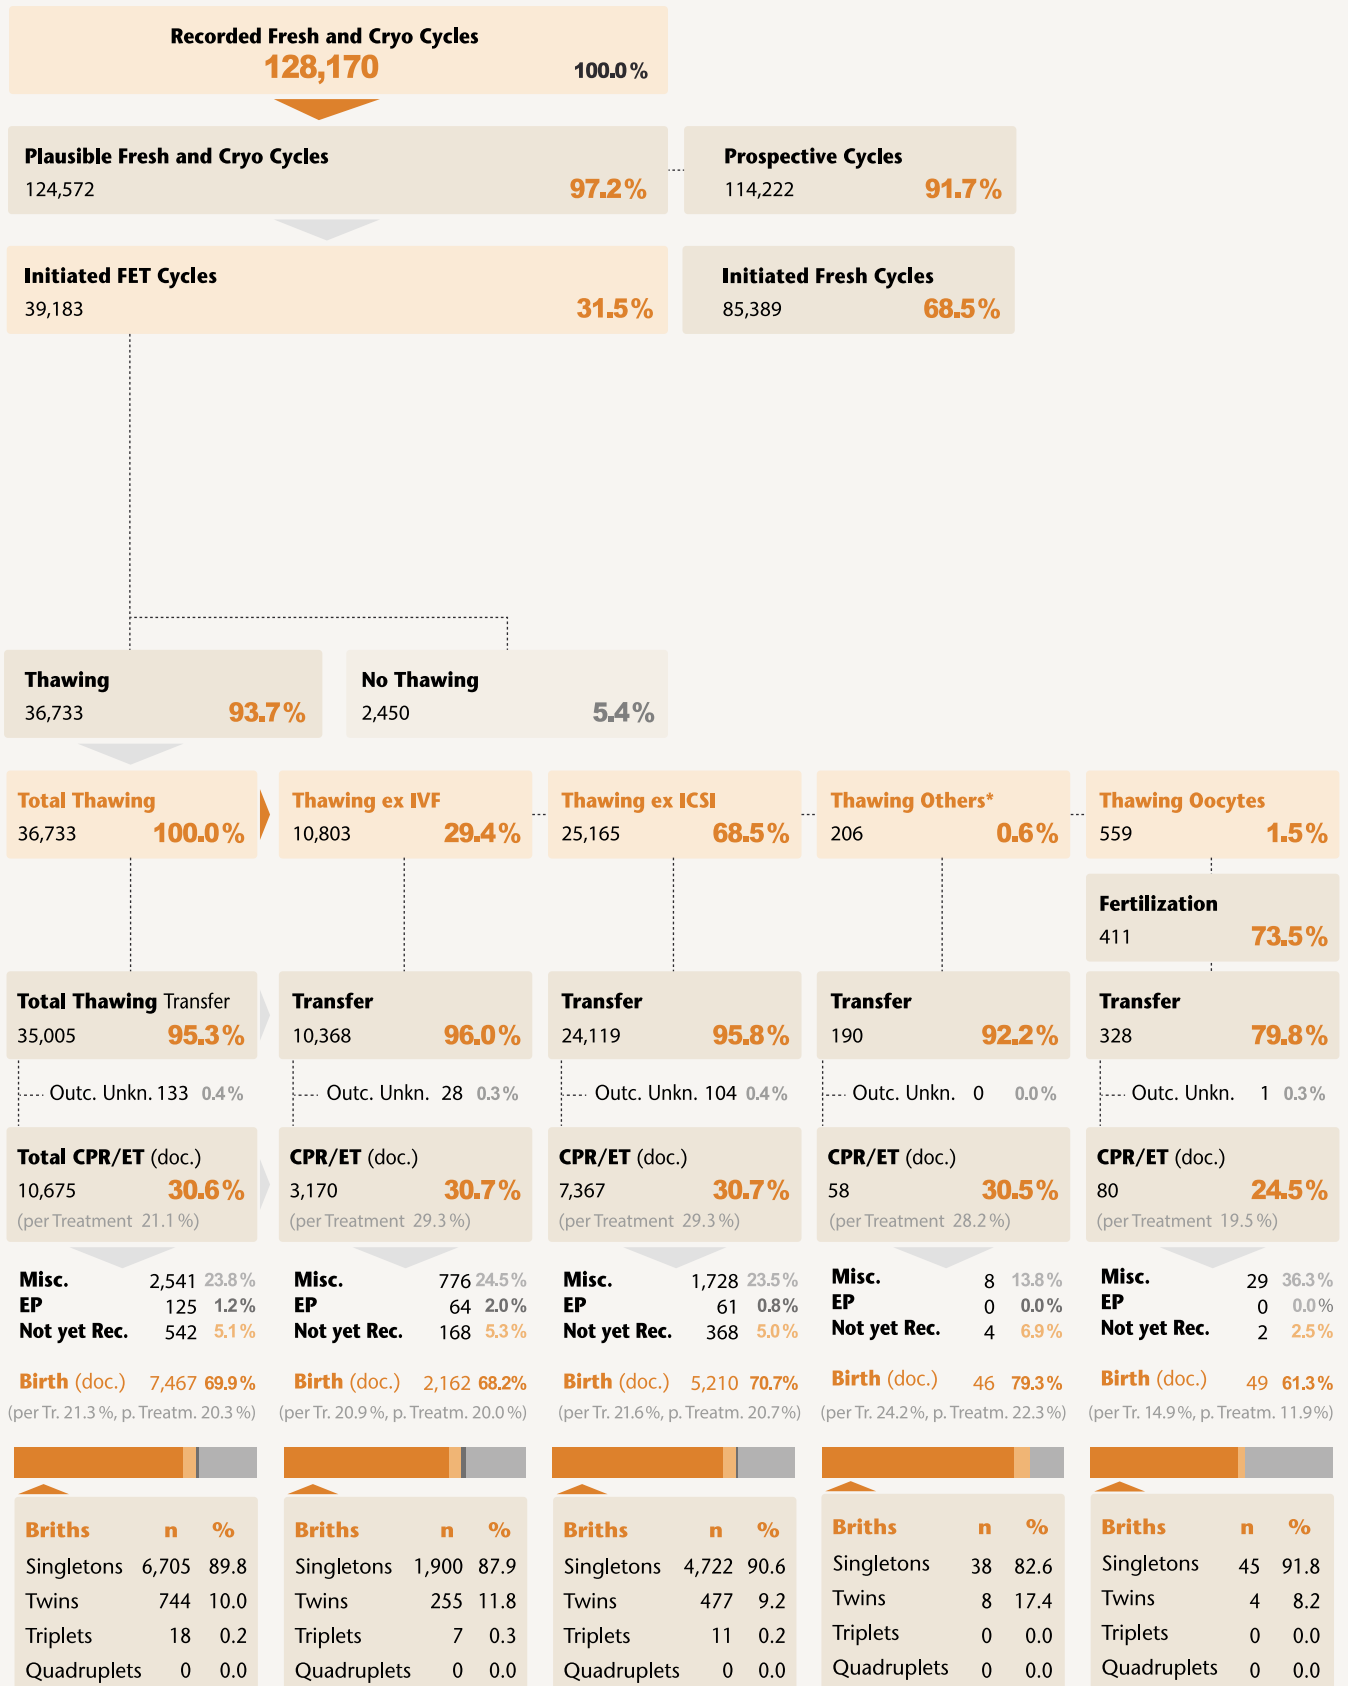 Recorded Fresh and Cryo Cycles
128,170 100.0%
Plausible Fresh and Cryo Cycles
124,572 97.2%
Prospective Cycles
114,222 91.7%
Initiated FET Cycles
39,183 31.5%
Initiated Fresh Cycles
85,389 68.5%
Thawing
36,733 93.7%
No Thawing
2,450 5.4%
Total Thawing
36,733 100.0%
Thawing ex IVF
10,803 29.4%
Thawing ex ICSI
25,165 68.5%
Thawing Others*
206 0.6%
Thawing Oocytes
559 1.5%
Fertilization
411 73.5%
Total Thawing Transfer
35,005 95.3%
Transfer
10,368 96.0%
Transfer
24,119 95.8%
Transfer
190 92.2%
Transfer
328 79.8%
Outc. Unkn. 133 0.4%
Outc. Unkn. 28 0.3%
Outc. Unkn. 104 0.4%
Outc. Unkn. 0 0.0%
Outc. Unkn. 1 0.3%
Total CPR/ET (doc.)
10,675 30.6%
(per Treatment 21.1%)
CPR/ET (doc.)
3,170 30.7%
(per Treatment 29.3%)
CPR/ET (doc.)
7,367 30.7%
(per Treatment 29.3%)
CPR/ET (doc.)
58 30.5%
(per Treatment 28.2%)
CPR/ET (doc.)
80 24.5%
(per Treatment 19.5%)
Misc. 2,541 23.8%
EP 125 1.2%
Not yet Rec. 542 5.1%
Birth (doc.) 7,467 69.9%
(per Tr. 21.3%, p. Treatm. 20.3%)
Misc. 776 24.5%
EP 64 2.0%
Not yet Rec. 168 5.3%
Birth (doc.) 2,162 68.2%
(per Tr. 20.9%, p. Treatm. 20.0%)
Misc. 1,728 23.5%
EP 61 0.8%
Not yet Rec. 368 5.0%
Birth (doc.) 5,210 70.7%
(per Tr. 21.6%, p. Treatm. 20.7%)
Misc. 8 13.8%
EP 0 0.0%
Not yet Rec. 4 6.9%
Birth (doc.) 46 79.3%
(per Tr. 24.2%, p. Treatm. 22.3%)
Misc. 29 36.3%
EP 0 0.0%
Not yet Rec. 2 2.5%
Birth (doc.) 49 61.3%
(per Tr. 14.9%, p. Treatm. 11.9%)
Briths n %
Singletons 6,705 89.8
Twins 744 10.0
Triplets 18 0.2
Quadruplets 0 0.0
Briths n %
Singletons 1,900 87.9
Twins 255 11.8
Triplets 7 0.3
Quadruplets 0 0.0
Briths n %
Singletons 4,722 90.6
Twins 477 9.2
Triplets 11 0.2
Quadruplets 0 0.0
Briths n %
Singletons 38 82.6
Twins 8 17.4
Triplets 0 0.0
Quadruplets 0 0.0
Briths n %
Singletons 45 91.8
Twins 4 8.2
Triplets 0 0.0
Quadruplets 0 0.0